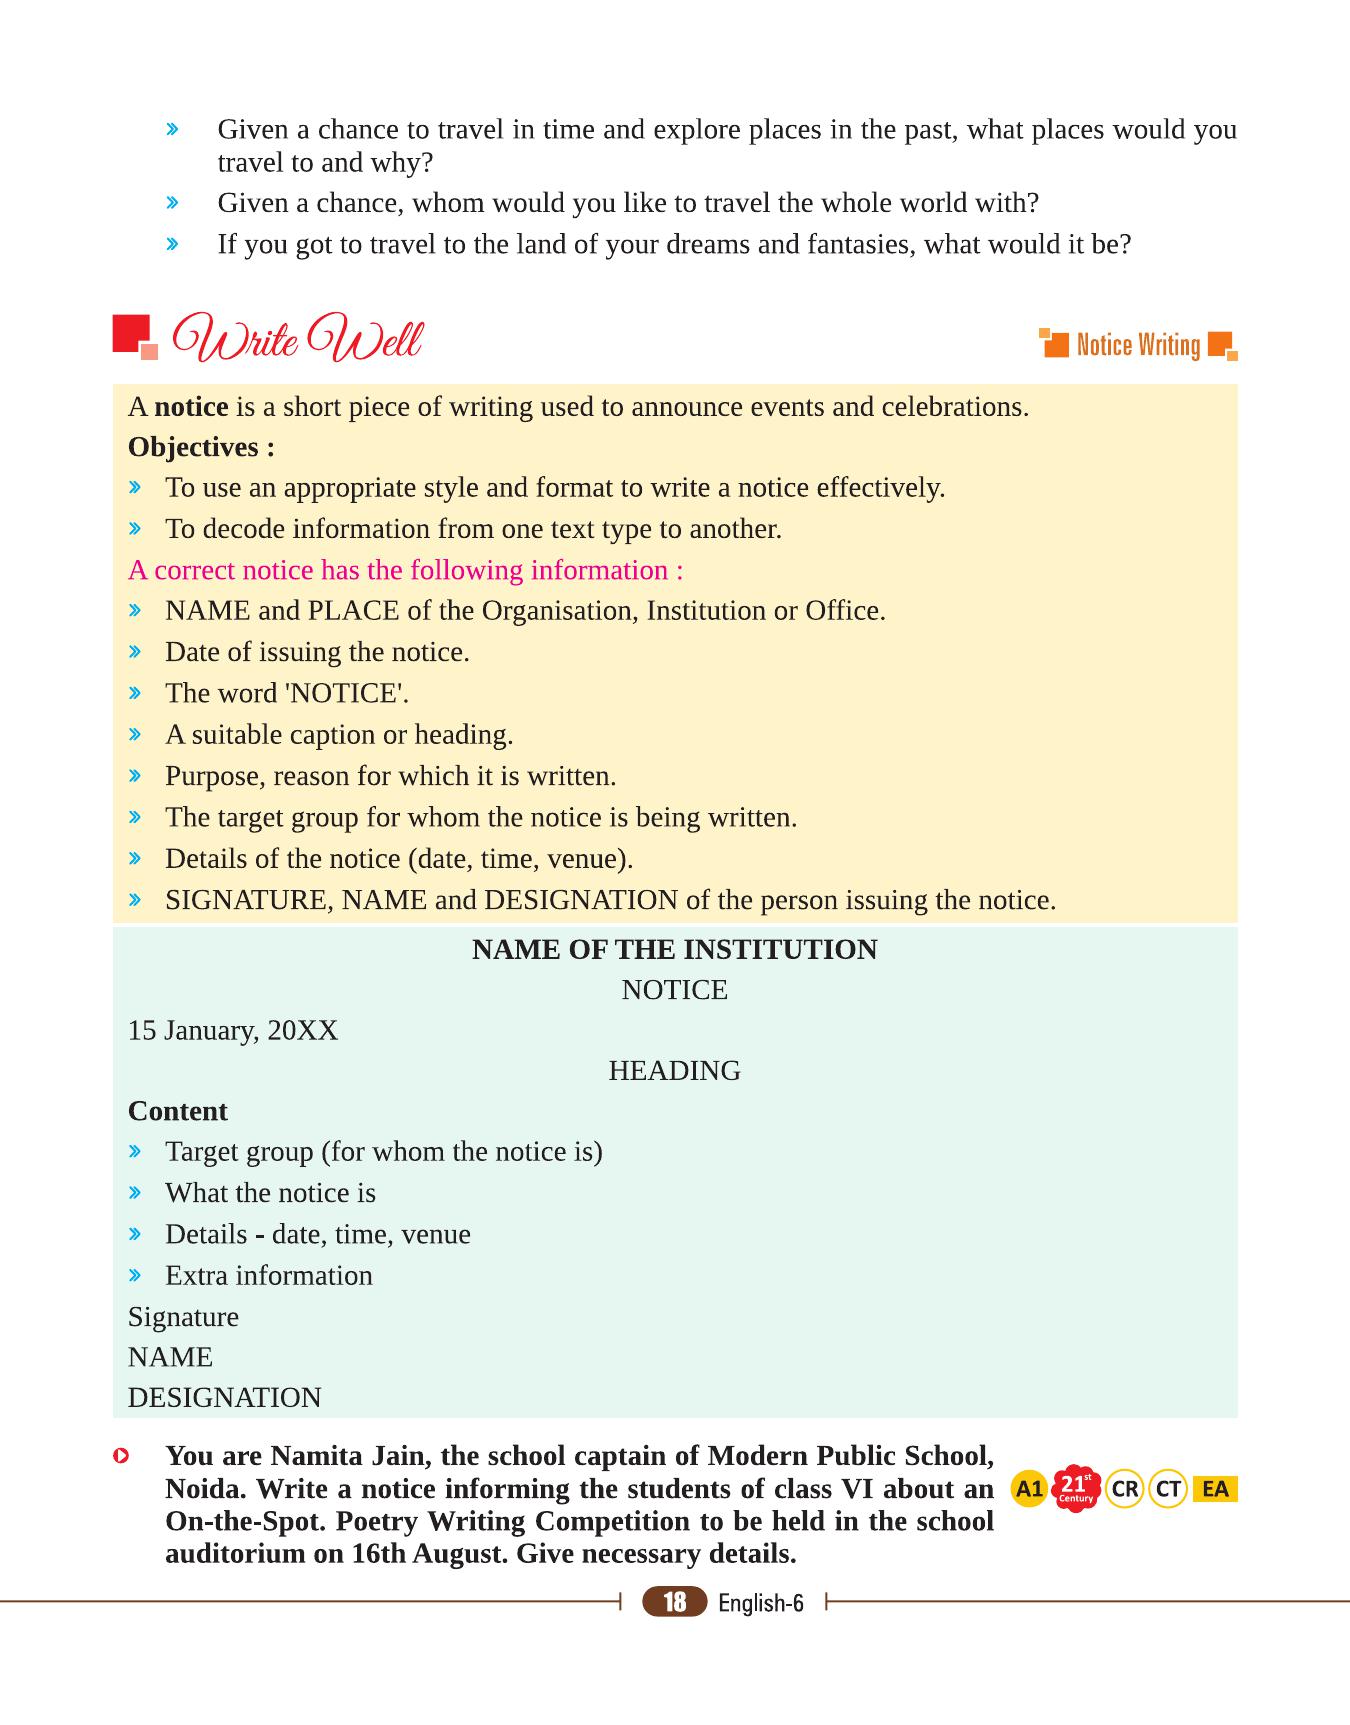 » Given a chance to travel in time and explore places in the past, what places would you
travel to and why?
» Given a chance, whom would you like to travel the whole world with?
» If you got to travel to the land of your dreams and fantasies, what would it be?
Write Well
Notice Writing
A notice is a short piece of writing used to announce events and celebrations.
Objectives :
» To use an appropriate style and format to write a notice effectively.
» To decode information from one text type to another.
A correct notice has the following information :
» NAME and PLACE of the Organisation, Institution or Office.
» Date of issuing the notice.
» The word 'NOTICE'.
» A suitable caption or heading.
» Purpose, reason for which it is written.
» The target group for whom the notice is being written.
» Details of the notice (date, time, venue).
» SIGNATURE, NAME and DESIGNATION of the person issuing the notice.
NAME OF THE INSTITUTION
NOTICE
15 January, 20XX
HEADING
Content
» Target group (for whom the notice is)
» What the notice is
» Details - date, time, venue
» Extra information
Signature
NAME
DESIGNATION
You are Namita Jain, the school captain of Modern Public School,
Noida. Write a notice informing the students of class VI about an
On-the-Spot. Poetry Writing Competition to be held in the school
auditorium on 16th August. Give necessary details.
A1 21st Century CR CT EA
18 English-6